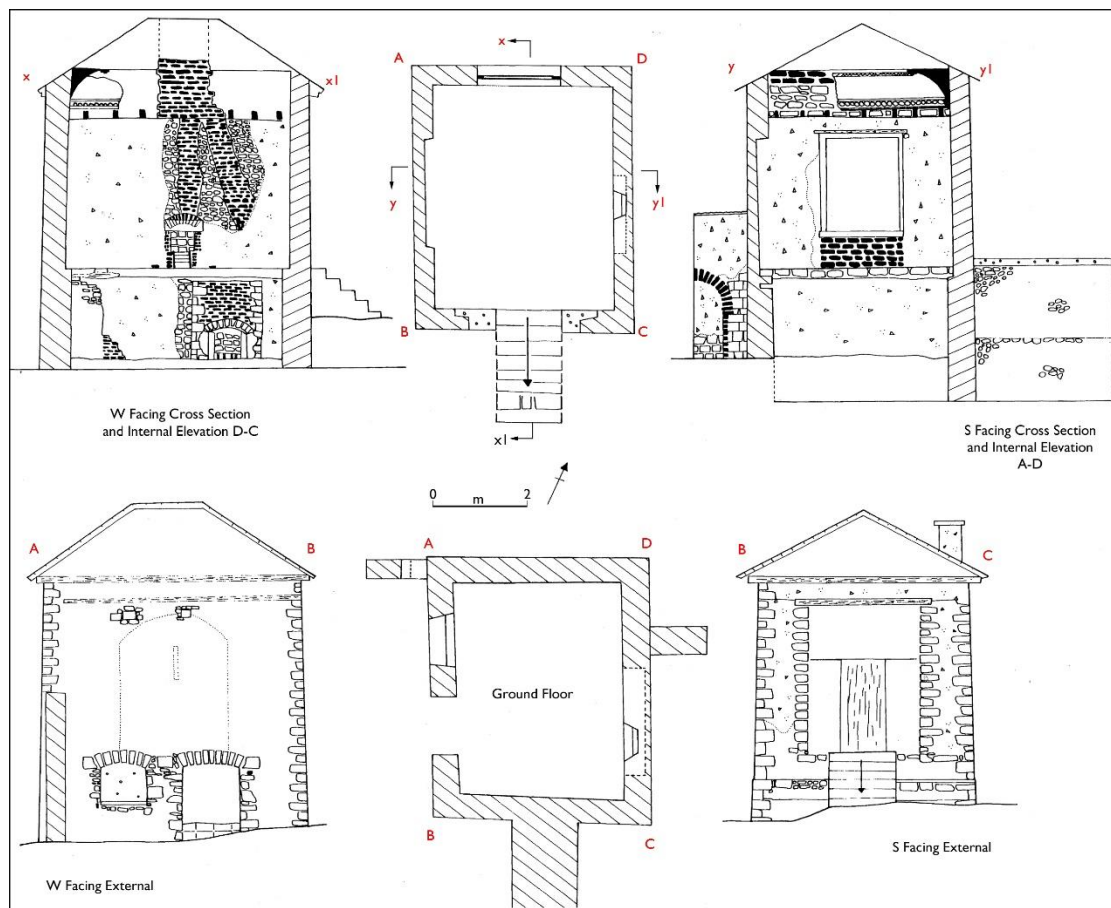 x
x1
A
x
D
y
y1
B
C
x1
y
y1
W Facing Cross Section
and Internal Elevation D-C
S Facing Cross Section
and Internal Elevation
A-D
0
m
2
A
B
A
D
Ground Floor
B
C
B
C
W Facing External
S Facing External